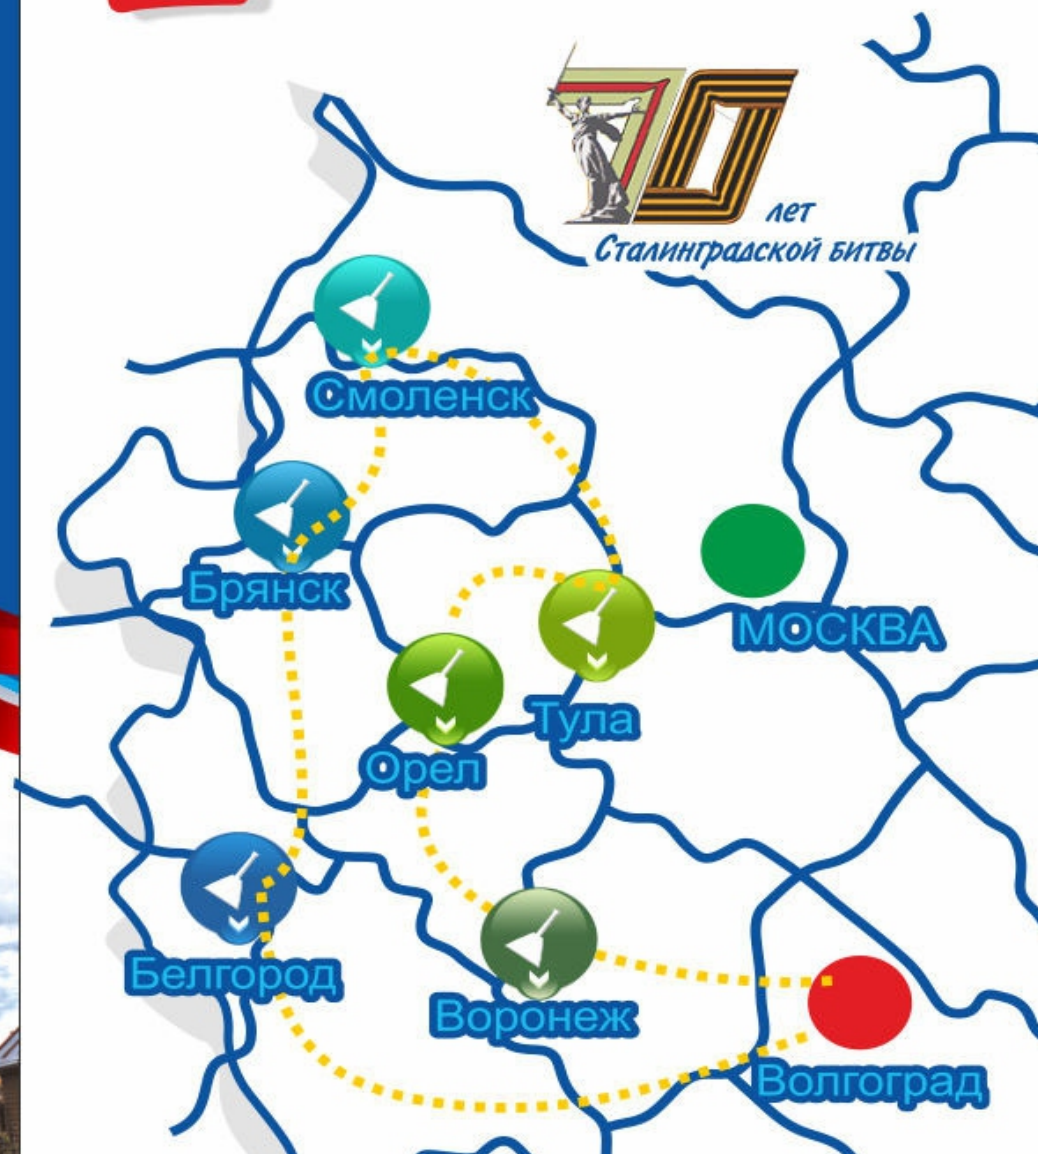 70 лет
Сталинградской битвы
Смоленск
Брянск
МОСКВА
Тула
Орел
Белгород
Воронеж
Волгоград